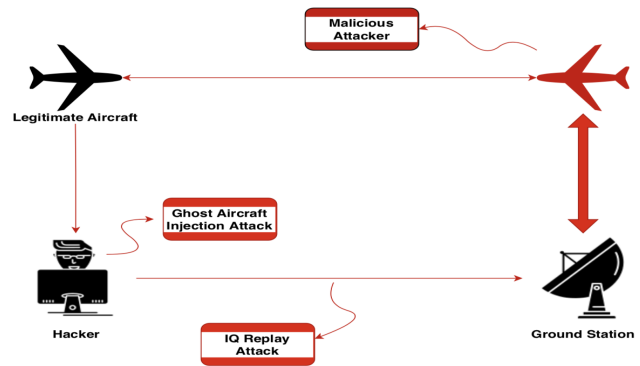 Malicious
Attacker
Legitimate Aircraft
Ghost Aircraft
Injection Attack
Hacker
IQ Replay
Attack
Ground Station